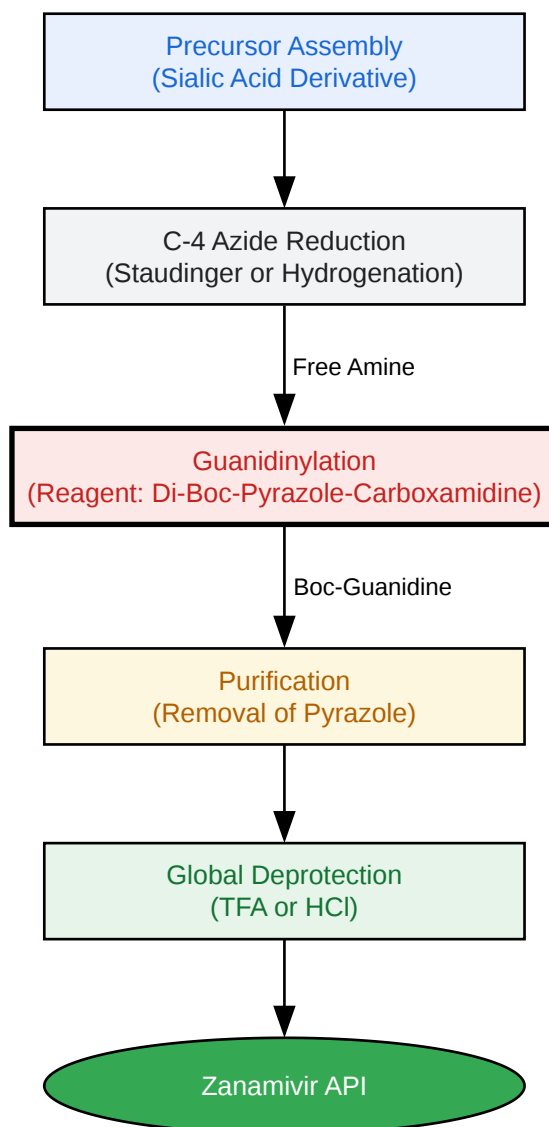 Precursor Assembly
(Sialic Acid Derivative)
C-4 Azide Reduction
(Staudinger or Hydrogenation)
Free Amine
Guanidinylation
(Reagent: Di-Boc-Pyrazole-Carboxamidine)
Boc-Guanidine
Purification
(Removal of Pyrazole)
Global Deprotection
(TFA or HCl)
Zanamivir API